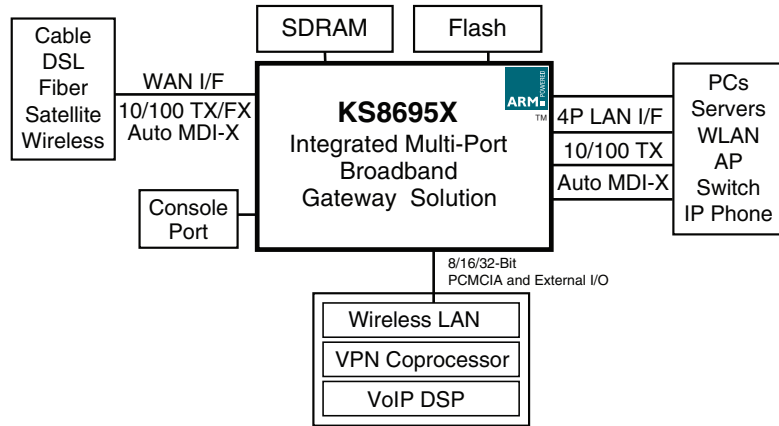 SDRAM
Flash
Cable
DSL
Fiber
Satellite
Wireless
WAN I/F
10/100 TX/FX
Auto MDI-X
KS8695X
Integrated Multi-Port
Broadband
Gateway Solution
ARM
POWERED
TM
4P LAN I/F
10/100 TX
Auto MDI-X
PCs
Servers
WLAN
AP
Switch
IP Phone
Console
Port
8/16/32-Bit
PCMCIA and External I/O
Wireless LAN
VPN Coprocessor
VoIP DSP